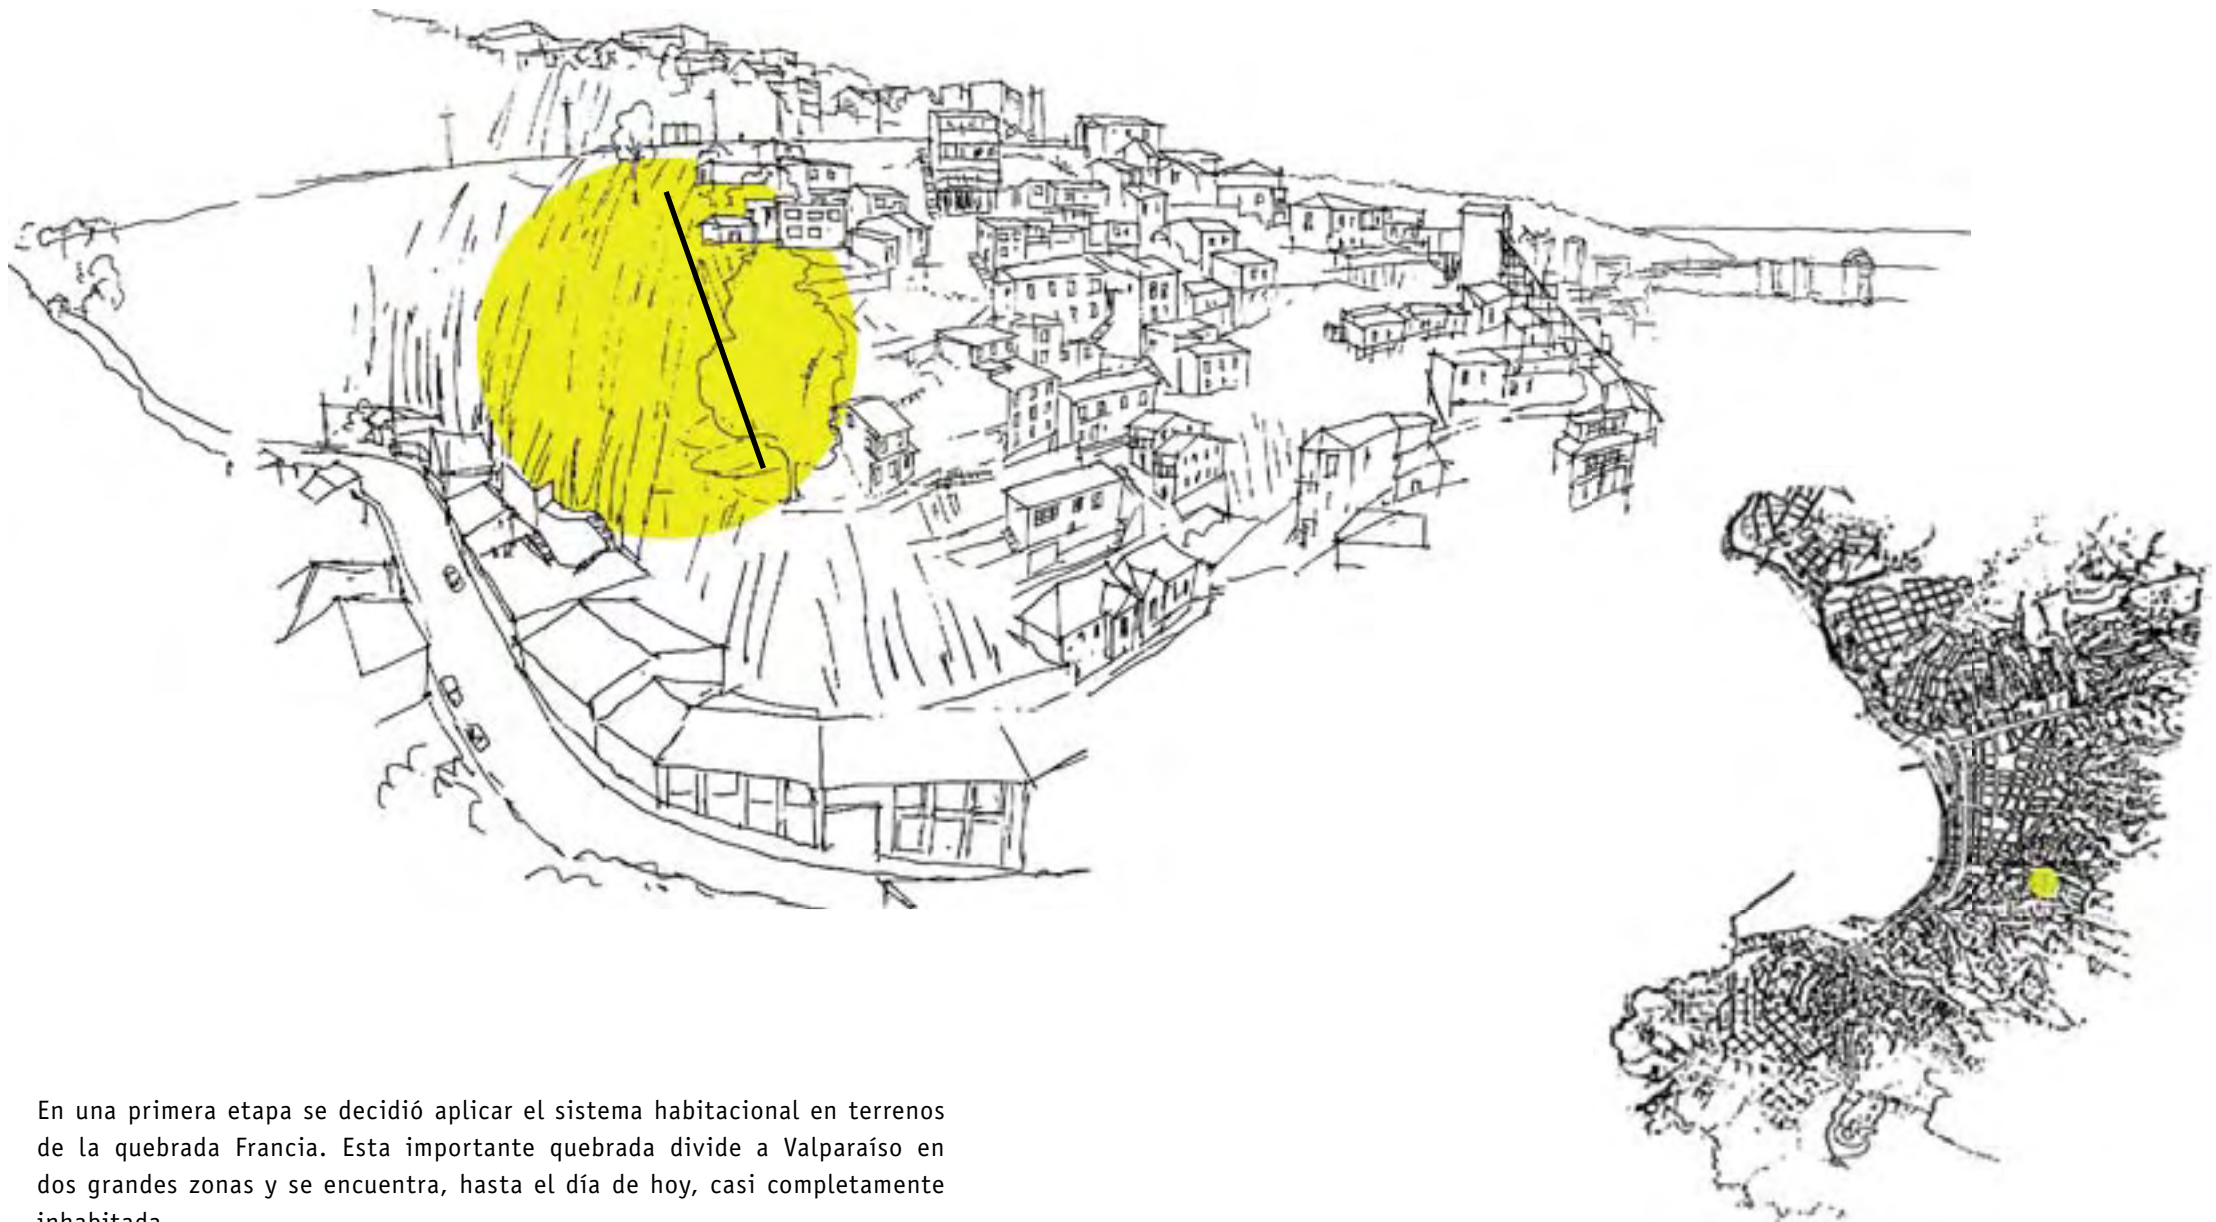 En una primera etapa se decidió aplicar el sistema habitacional en terrenos
de la quebrada Francia. Esta importante quebrada divide a Valparaíso en
dos grandes zonas y se encuentra, hasta el día de hoy, casi completamente
inhabitada